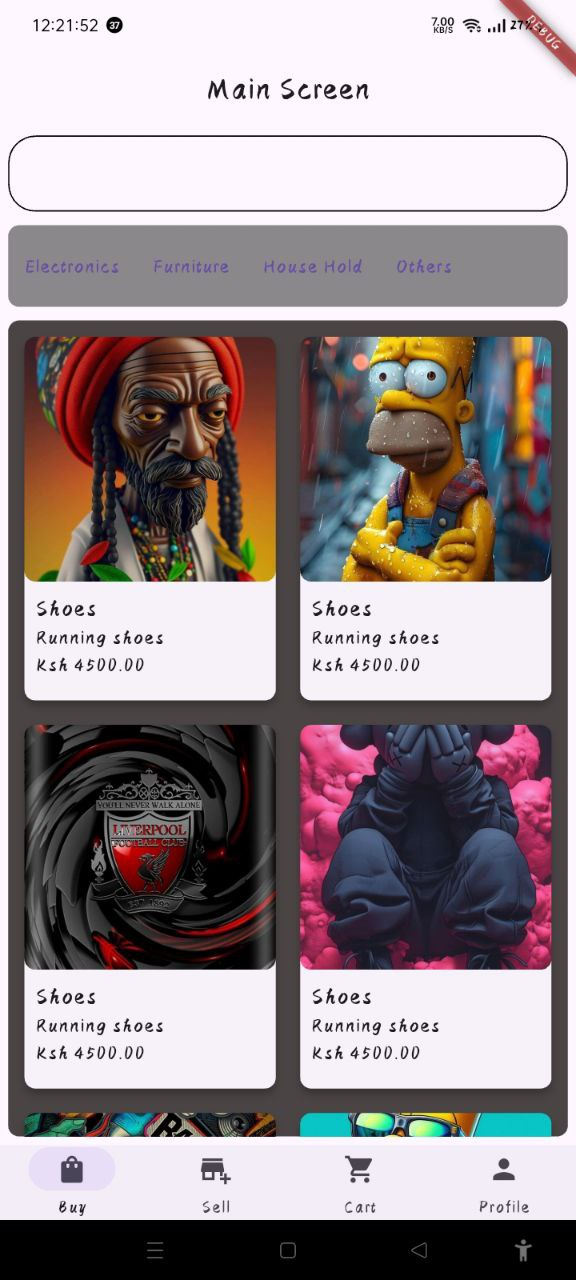 12:21:52 37 7.00 KB/S 27%
DEBUG
Main Screen
Electronics Furniture House Hold Others
Shoes
Running shoes
Ksh 4500.00
Shoes
Running shoes
Ksh 4500.00
YOU'LL NEVER WALK ALONE
LIVERPOOL
FOOTBALL CLUB
EST·1892
Shoes
Running shoes
Ksh 4500.00
Shoes
Running shoes
Ksh 4500.00
Buy Sell Cart Profile